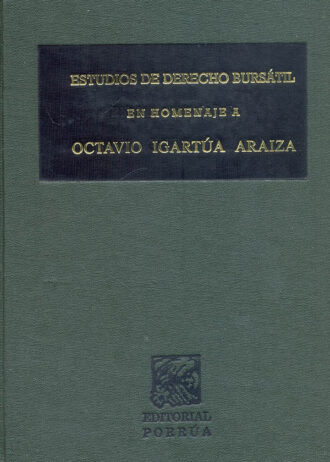 ESTUDIOS DE DERECHO BURSÁTIL
EN HOMENAJE A
OCTAVIO IGARTÚA ARAIZA
EDITORIAL
PORRÚA